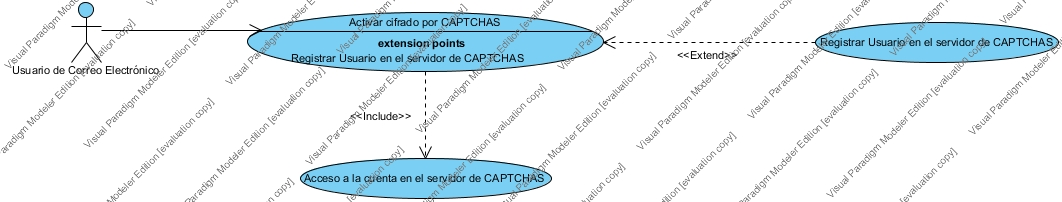 Activar cifrado por CAPTCHAS
extension points
Registrar Usuario en el servidor de CAPTCHAS
Usuario de Correo Electrónico
<<Extend>>
Registrar Usuario en el servidor de CAPTCHAS
<<Include>>
Acceso a la cuenta en el servidor de CAPTCHAS
Visual Paradigm Modeler Edition [evaluation copy]